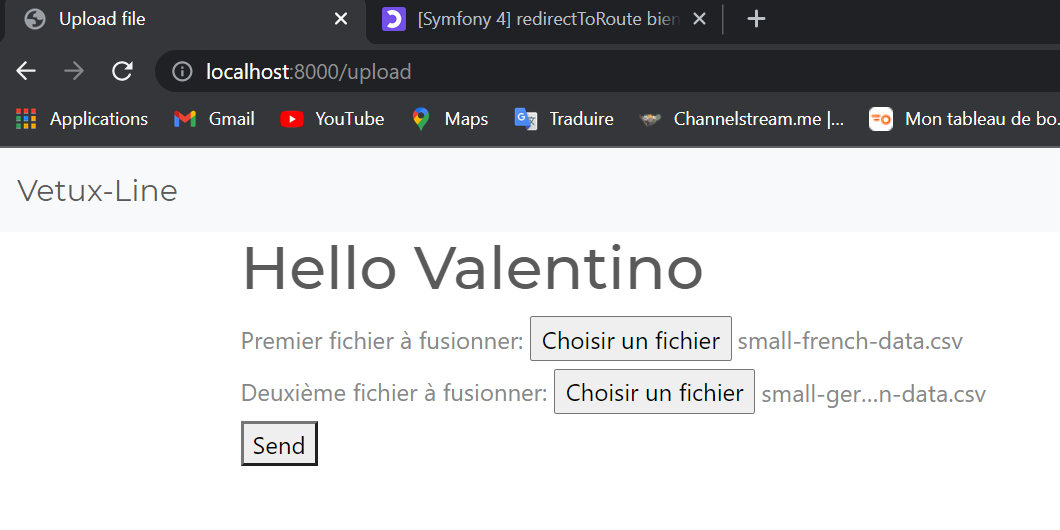 Upload file
[Symfony 4] redirectToRoute bien
localhost:8000/upload
Applications Gmail YouTube Maps Traduire Channelstream.me |... Mon tableau de bo.
Vetux-Line
Hello Valentino
Premier fichier à fusionner: Choisir un fichier small-french-data.csv
Deuxième fichier à fusionner: Choisir un fichier small-ger...n-data.csv
Send